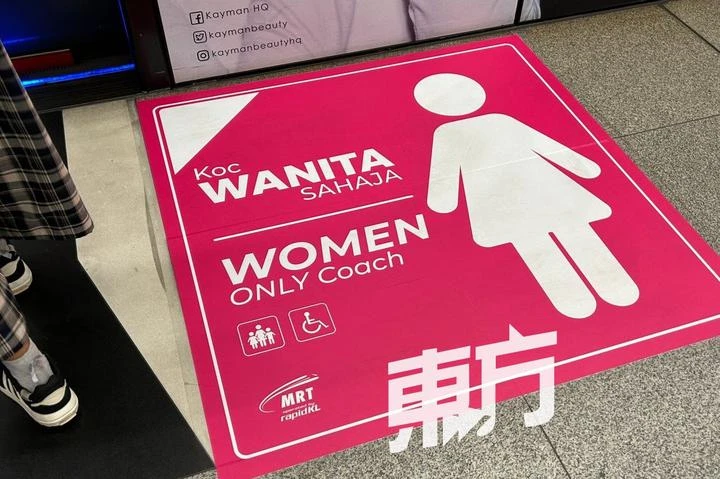 Kayman HQ
kaymanbeauty
kaymanbeautyhq
Koc
WANITA
SAHAJA
WOMEN
ONLY Coach
MRT
rapidKL
東方